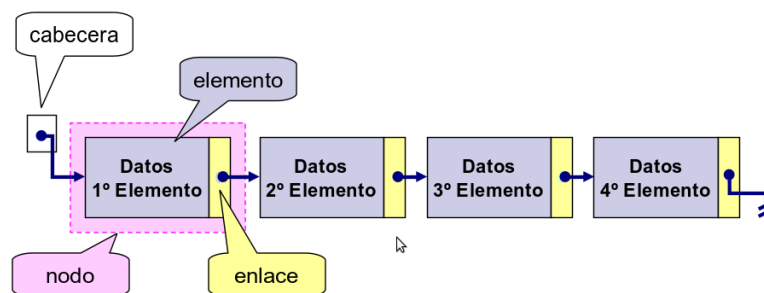 cabecera
elemento
Datos
1º Elemento
Datos
2º Elemento
Datos
3º Elemento
Datos
4º Elemento
nodo
enlace